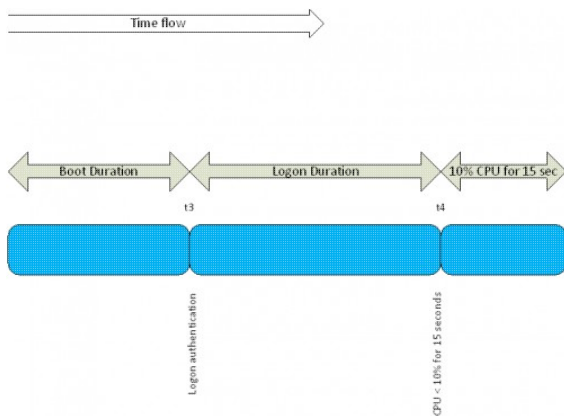 Time flow
Boot Duration
Logon Duration
10% CPU for 15 sec
t3
t4
Logon authentication
CPU < 10% for 15 seconds